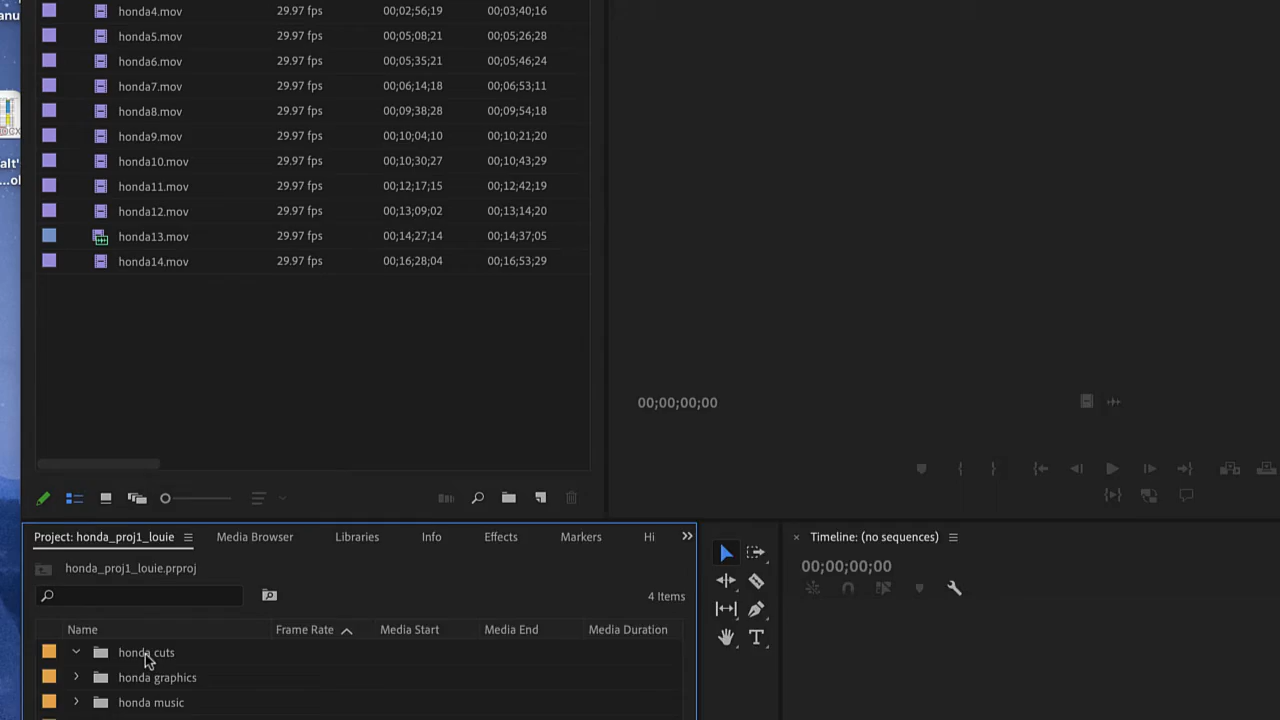 anu
honda4.mov 29.97 fps 00;02;56;19 00;03;40;16
honda5.mov 29.97 fps 00;05;08;21 00;05;26;28
honda6.mov 29.97 fps 00;05;35;21 00;05;46;24
honda7.mov 29.97 fps 00;06;14;18 00;06;53;11
honda8.mov 29.97 fps 00;09;38;28 00;09;54;18
honda9.mov 29.97 fps 00;10;04;10 00;10;21;20
honda10.mov 29.97 fps 00;10;30;27 00;10;43;29
honda11.mov 29.97 fps 00;12;17;15 00;12;42;19
honda12.mov 29.97 fps 00;13;09;02 00;13;14;20
honda13.mov 29.97 fps 00;14;27;14 00;14;37;05
honda14.mov 29.97 fps 00;16;28;04 00;16;53;29
alt'
...ol
00;00;00;00
Project: honda_proj1_louie Media Browser Libraries Info Effects Markers Hi
honda_proj1_louie.prproj
4 Items
Name Frame Rate Media Start Media End Media Duration
honda cuts
honda graphics
honda music
Timeline: (no sequences)
00;00;00;00